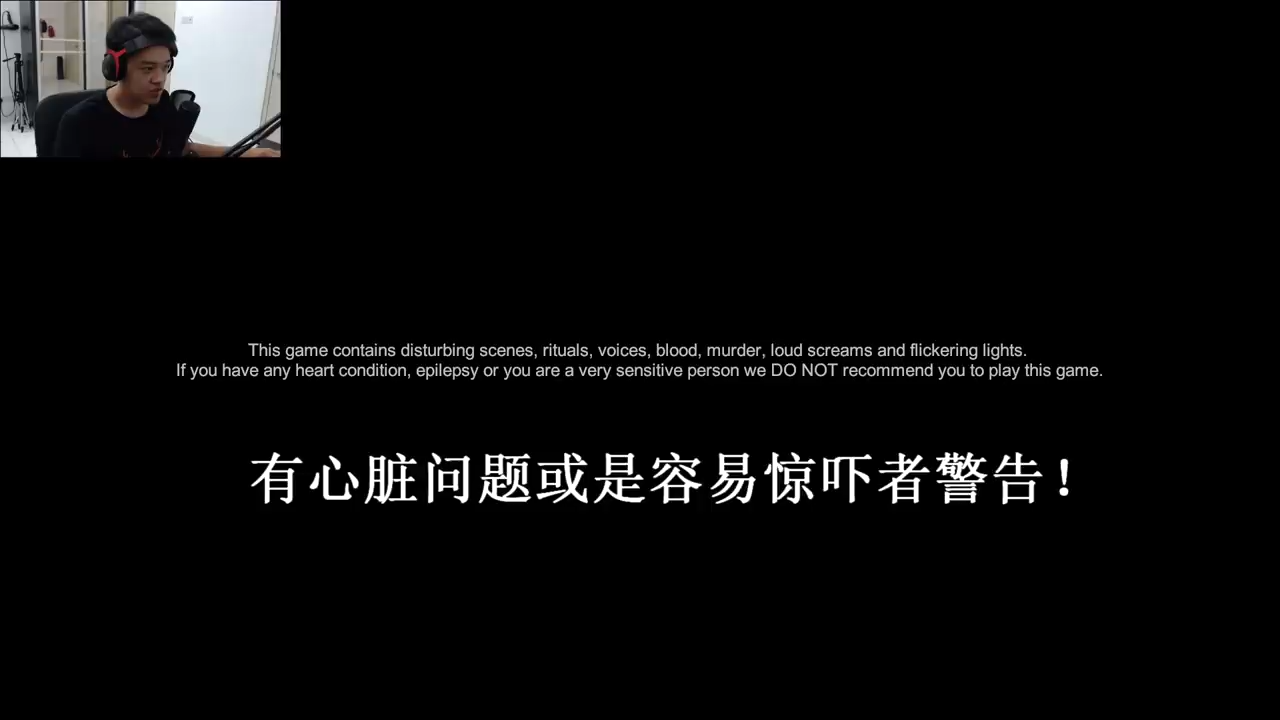 This game contains disturbing scenes, rituals, voices, blood, murder, loud screams and flickering lights.
If you have any heart condition, epilepsy or you are a very sensitive person we DO NOT recommend you to play this game.
有心脏问题或是容易惊吓者警告！